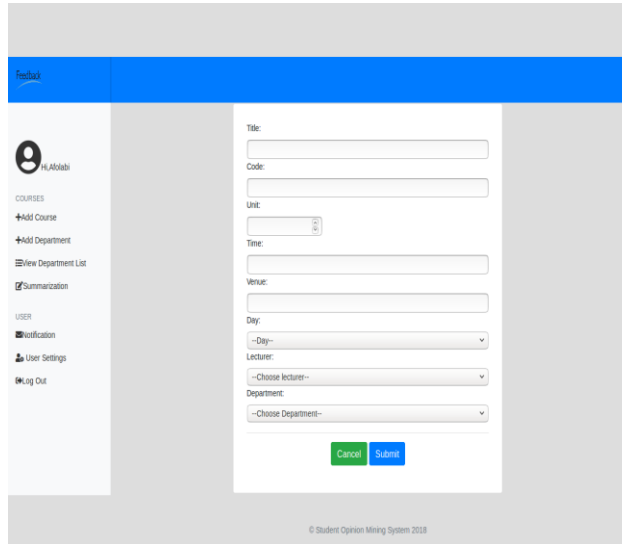 Feedback
Hi,Afolabi
COURSES
Add Course
Add Department
View Department List
Summarization
USER
Notification
User Settings
Log Out
Title:
Code:
Unit:
Time:
Venue:
Day:
--Day--
Lecturer:
--Choose lecturer--
Department:
--Choose Department--
Cancel Submit
© Student Opinion Mining System 2018